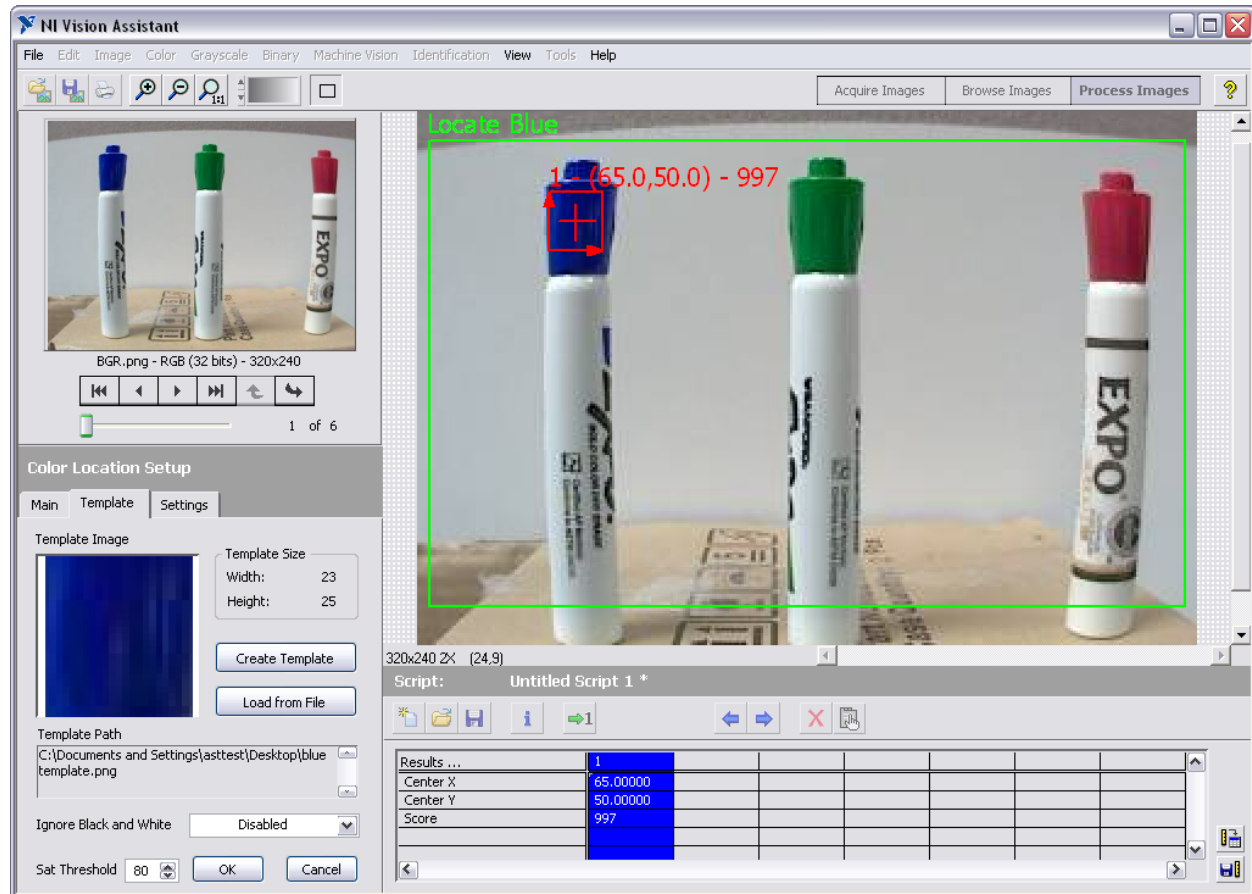 NI Vision Assistant
File Edit Image Color Grayscale Binary Machine Vision Identification View Tools Help
1:1
Acquire Images Browse Images Process Images ?
EXPO
BGR.png - RGB (32 bits) - 320x240
1 of 6
Locate Blue
1 - (65.0,50.0) - 997
EXPO
320x240 2X (24,9)
Color Location Setup
Main Template Settings
Template Image
Template Size
Width: 23
Height: 25
Create Template
Load from File
Template Path
C:\Documents and Settings\asttest\Desktop\blue
template.png
Ignore Black and White Disabled
Sat Threshold 80 OK Cancel
Script: Untitled Script 1 *
1
Results ... 1
Center X 65.00000
Center Y 50.00000
Score 997